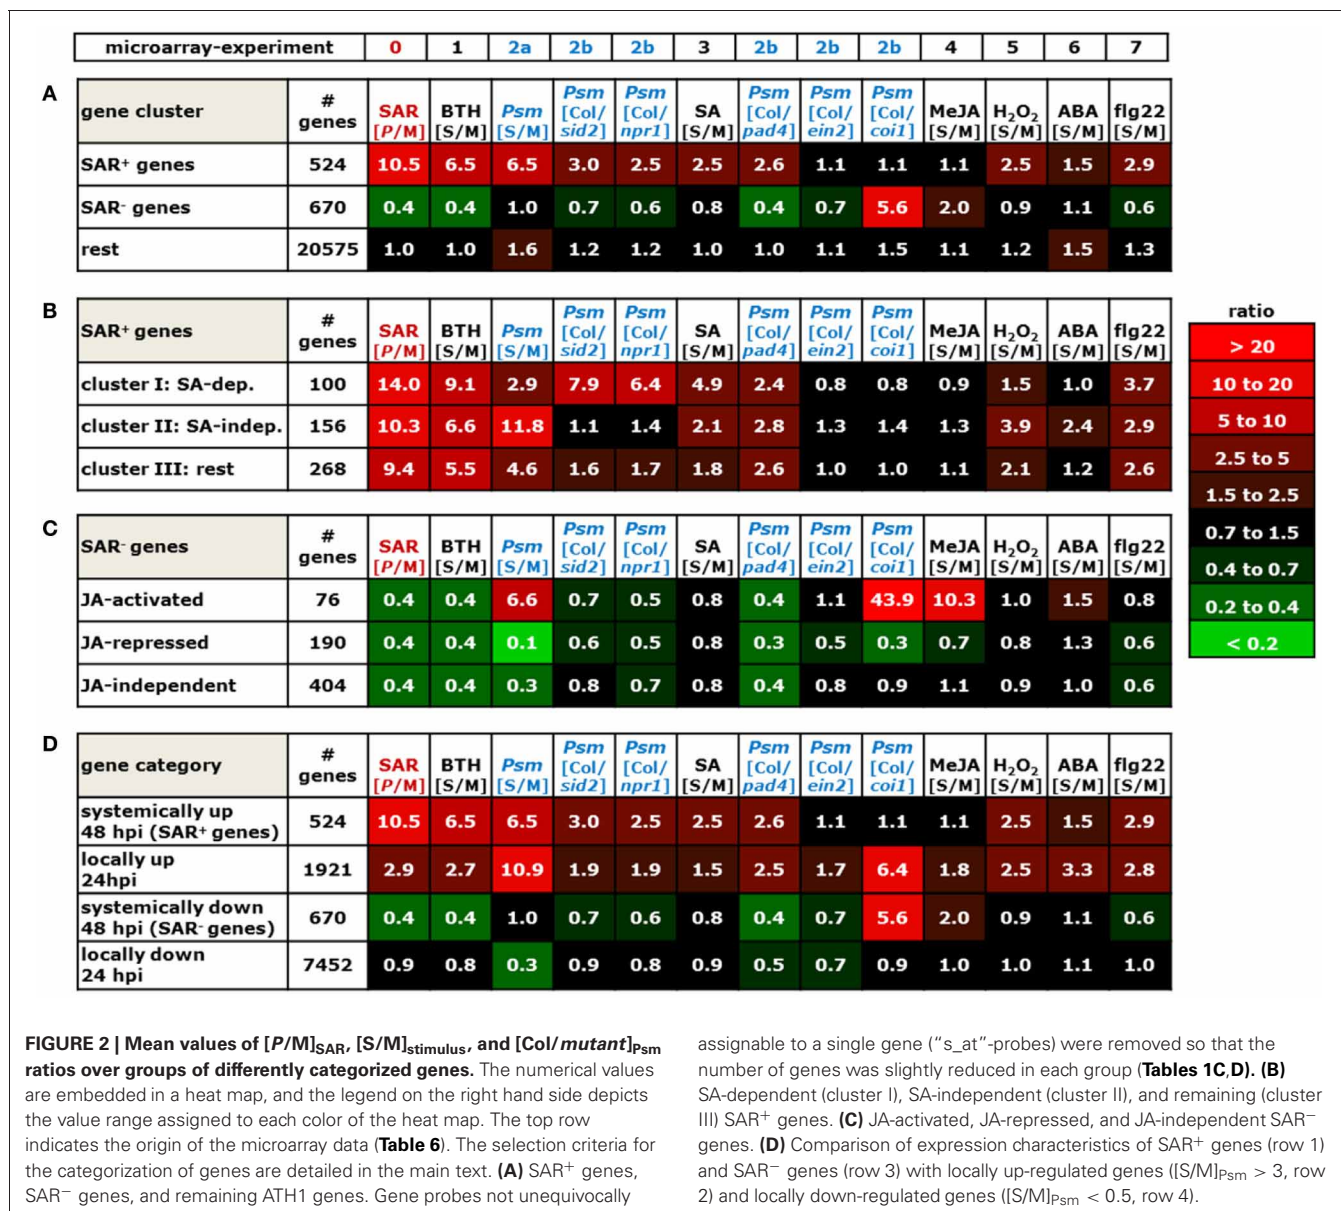 microarray-experiment 0 1 2a 2b 2b 3 2b 2b 2b 4 5 6 7
A
gene cluster # genes SAR [P/M] BTH [S/M] Psm [S/M] Psm [Col/sid2] Psm [Col/npr1] SA [S/M] Psm [Col/pad4] Psm [Col/ein2] Psm [Col/coi1] MeJA [S/M] H₂O₂ [S/M] ABA [S/M] flg22 [S/M]
SAR⁺ genes 524 10.5 6.5 6.5 3.0 2.5 2.5 2.6 1.1 1.1 1.1 2.5 1.5 2.9
SAR⁻ genes 670 0.4 0.4 1.0 0.7 0.6 0.8 0.4 0.7 5.6 2.0 0.9 1.1 0.6
rest 20575 1.0 1.0 1.6 1.2 1.2 1.0 1.0 1.1 1.5 1.1 1.2 1.5 1.3
B
SAR⁺ genes # genes SAR [P/M] BTH [S/M] Psm [S/M] Psm [Col/sid2] Psm [Col/npr1] SA [S/M] Psm [Col/pad4] Psm [Col/ein2] Psm [Col/coi1] MeJA [S/M] H₂O₂ [S/M] ABA [S/M] flg22 [S/M]
cluster I: SA-dep. 100 14.0 9.1 2.9 7.9 6.4 4.9 2.4 0.8 0.8 0.9 1.5 1.0 3.7
cluster II: SA-indep. 156 10.3 6.6 11.8 1.1 1.4 2.1 2.8 1.3 1.4 1.3 3.9 2.4 2.9
cluster III: rest 268 9.4 5.5 4.6 1.6 1.7 1.8 2.6 1.0 1.0 1.1 2.1 1.2 2.6
C
SAR⁻ genes # genes SAR [P/M] BTH [S/M] Psm [S/M] Psm [Col/sid2] Psm [Col/npr1] SA [S/M] Psm [Col/pad4] Psm [Col/ein2] Psm [Col/coi1] MeJA [S/M] H₂O₂ [S/M] ABA [S/M] flg22 [S/M]
JA-activated 76 0.4 0.4 6.6 0.7 0.5 0.8 0.4 1.1 43.9 10.3 1.0 1.5 0.8
JA-repressed 190 0.4 0.4 0.1 0.6 0.5 0.8 0.3 0.5 0.3 0.7 0.8 1.3 0.6
JA-independent 404 0.4 0.4 0.3 0.8 0.7 0.8 0.4 0.8 0.9 1.1 0.9 1.0 0.6
D
gene category # genes SAR [P/M] BTH [S/M] Psm [S/M] Psm [Col/sid2] Psm [Col/npr1] SA [S/M] Psm [Col/pad4] Psm [Col/ein2] Psm [Col/coi1] MeJA [S/M] H₂O₂ [S/M] ABA [S/M] flg22 [S/M]
systemically up
48 hpi (SAR⁺ genes) 524 10.5 6.5 6.5 3.0 2.5 2.5 2.6 1.1 1.1 1.1 2.5 1.5 2.9
locally up
24hpi 1921 2.9 2.7 10.9 1.9 1.9 1.5 2.5 1.7 6.4 1.8 2.5 3.3 2.8
systemically down
48 hpi (SAR⁻ genes) 670 0.4 0.4 1.0 0.7 0.6 0.8 0.4 0.7 5.6 2.0 0.9 1.1 0.6
locally down
24 hpi 7452 0.9 0.8 0.3 0.9 0.8 0.9 0.5 0.7 0.9 1.0 1.0 1.1 1.0
ratio
> 20
10 to 20
5 to 10
2.5 to 5
1.5 to 2.5
0.7 to 1.5
0.4 to 0.7
0.2 to 0.4
< 0.2
FIGURE 2 | Mean values of [P/M]SAR, [S/M]stimulus, and [Col/mutant]Psm
ratios over groups of differently categorized genes. The numerical values
are embedded in a heat map, and the legend on the right hand side depicts
the value range assigned to each color of the heat map. The top row
indicates the origin of the microarray data (Table 6). The selection criteria for
the categorization of genes are detailed in the main text. (A) SAR⁺ genes,
SAR⁻ genes, and remaining ATH1 genes. Gene probes not unequivocally
assignable to a single gene (“s_at”-probes) were removed so that the
number of genes was slightly reduced in each group (Tables 1C,D). (B)
SA-dependent (cluster I), SA-independent (cluster II), and remaining (cluster
III) SAR⁺ genes. (C) JA-activated, JA-repressed, and JA-independent SAR⁻
genes. (D) Comparison of expression characteristics of SAR⁺ genes (row 1)
and SAR⁻ genes (row 3) with locally up-regulated genes ([S/M]Psm > 3, row
2) and locally down-regulated genes ([S/M]Psm < 0.5, row 4).